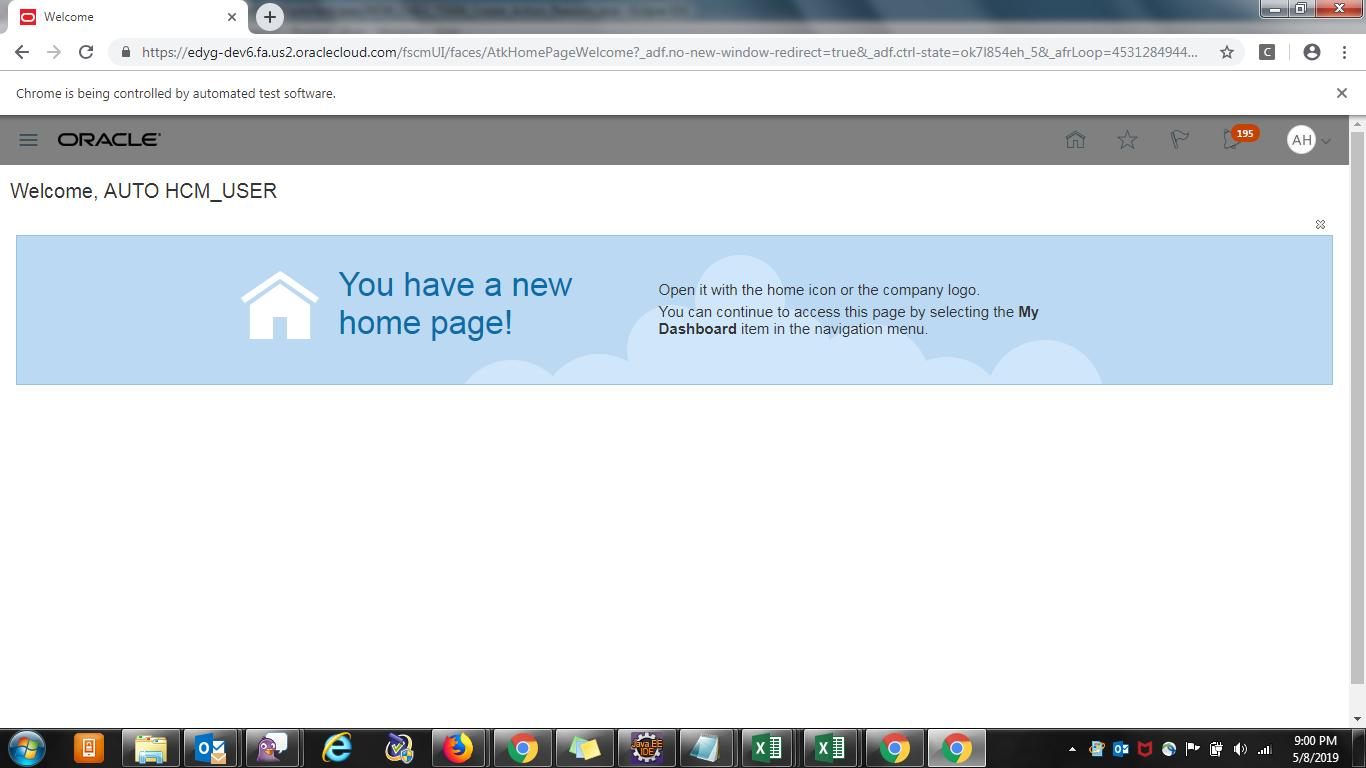 Welcome
https://edyg-dev6.fa.us2.oraclecloud.com/fscmUI/faces/AtkHomePageWelcome?_adf.no-new-window-redirect=true&_adf.ctrl-state=ok7l854eh_5&_afrLoop=4531284944...
C
Chrome is being controlled by automated test software.
ORACLE
195
AH
Welcome, AUTO HCM_USER
You have a new
home page!
Open it with the home icon or the company logo.
You can continue to access this page by selecting the My
Dashboard item in the navigation menu.
Java EE
IDE
9:00 PM
5/8/2019